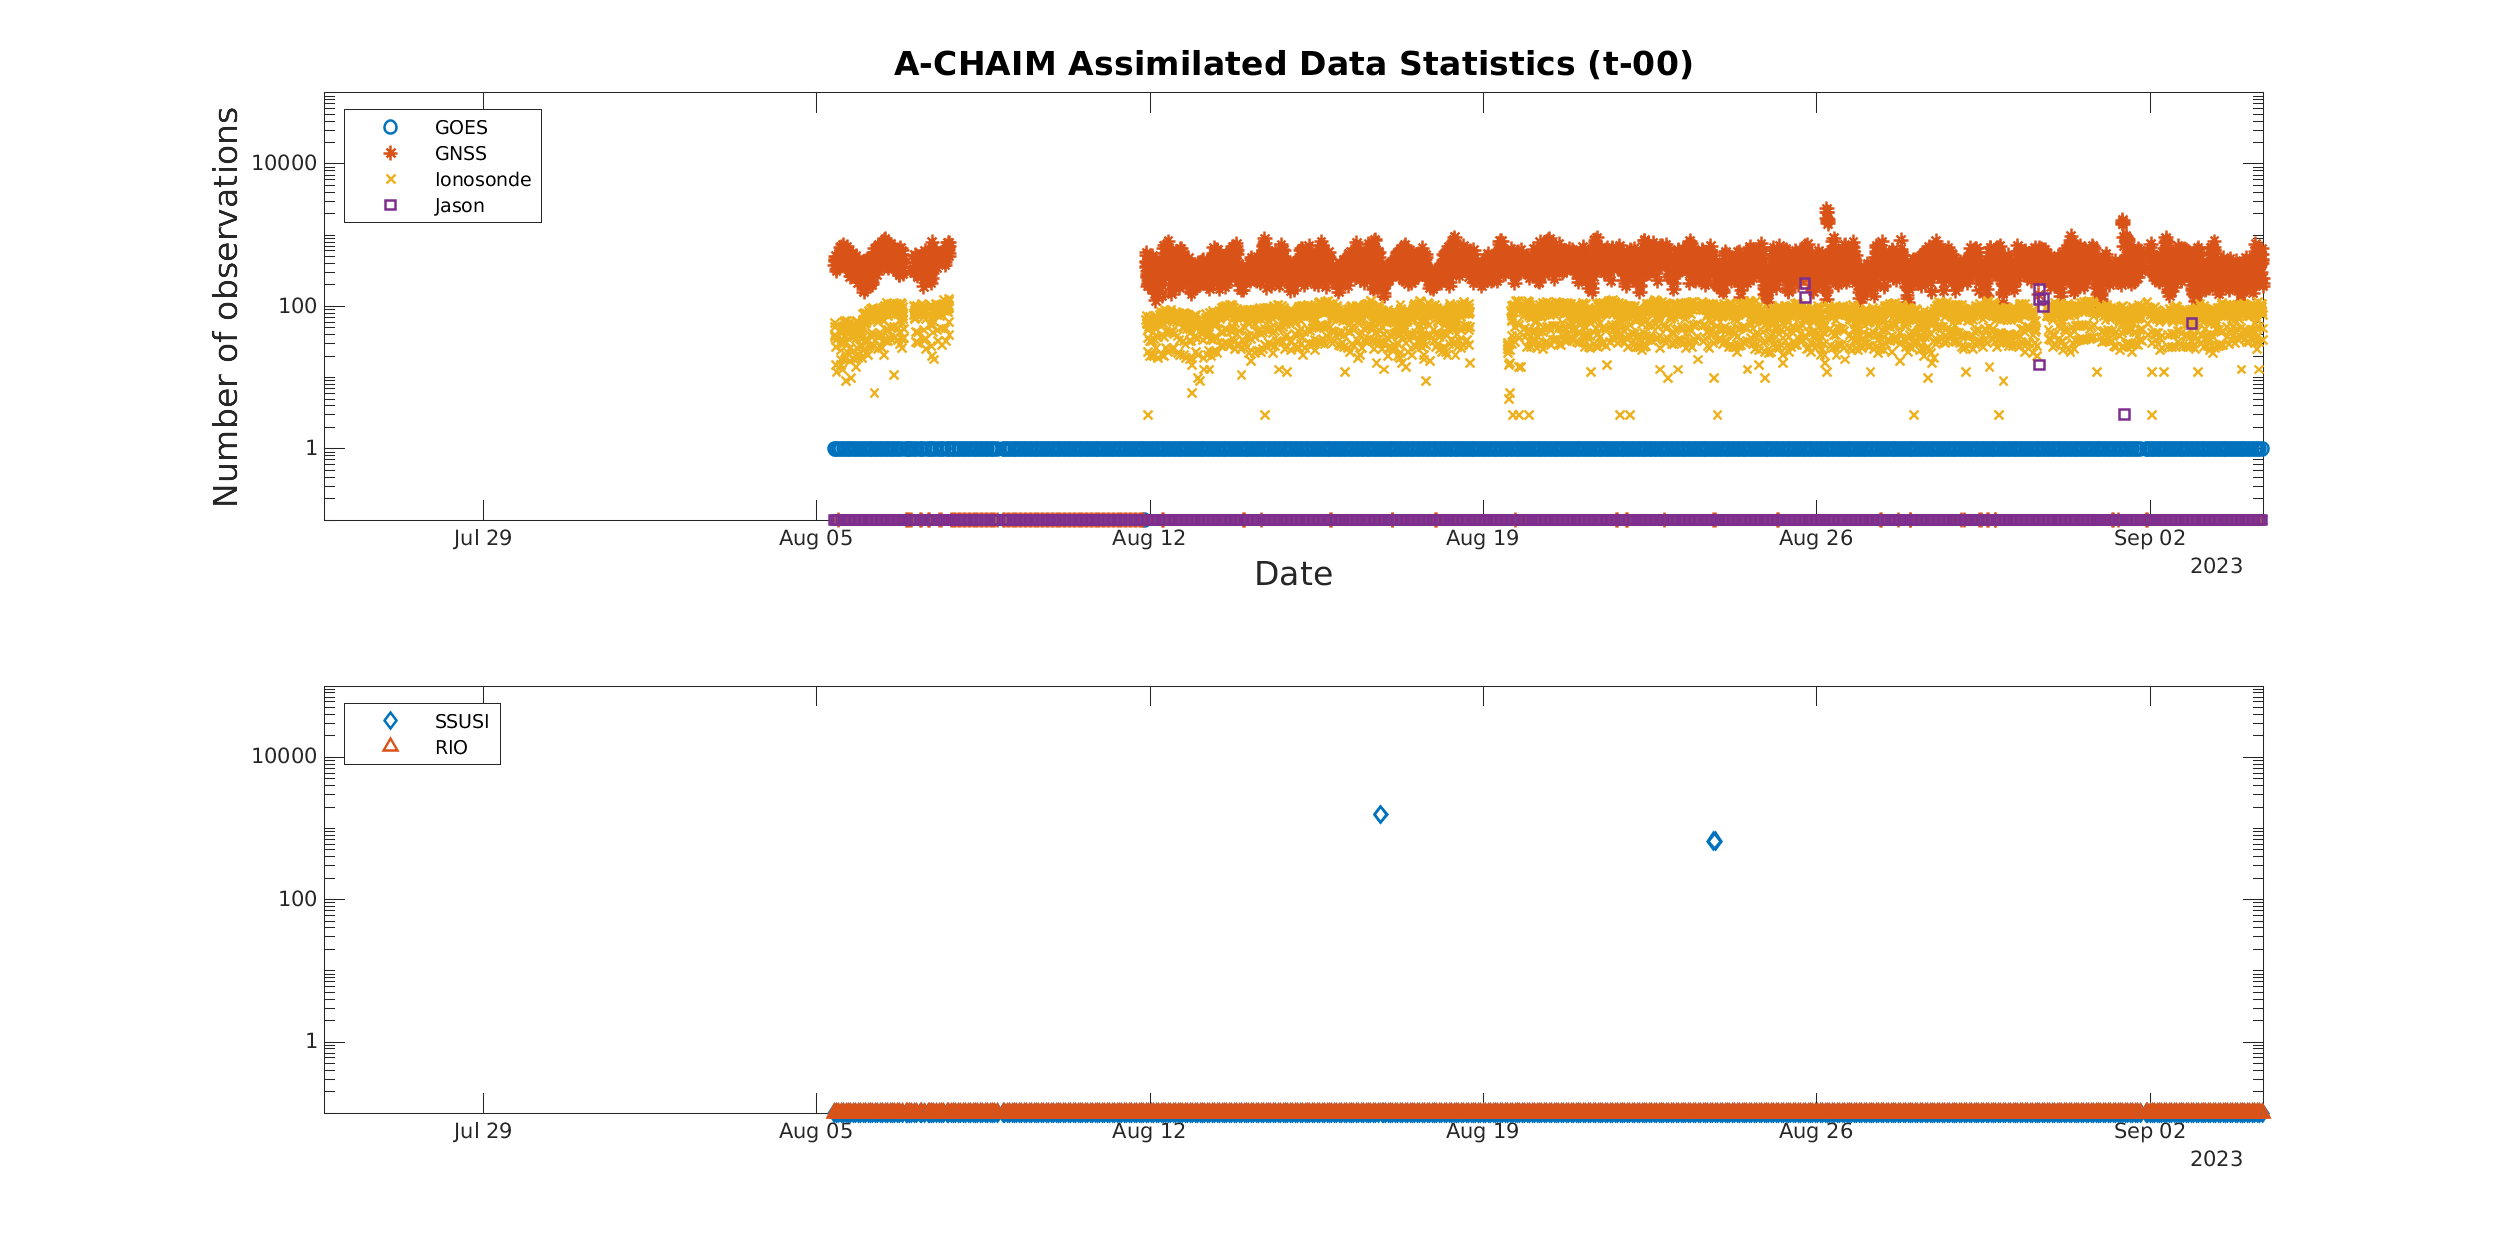 A-CHAIM Assimilated Data Statistics (t-00)
Number of observations
10000
100
1
GOES
GNSS
Ionosonde
Jason
Jul 29
Aug 05
Aug 12
Aug 19
Aug 26
Sep 02
2023
Date
10000
100
1
SSUSI
RIO
Jul 29
Aug 05
Aug 12
Aug 19
Aug 26
Sep 02
2023